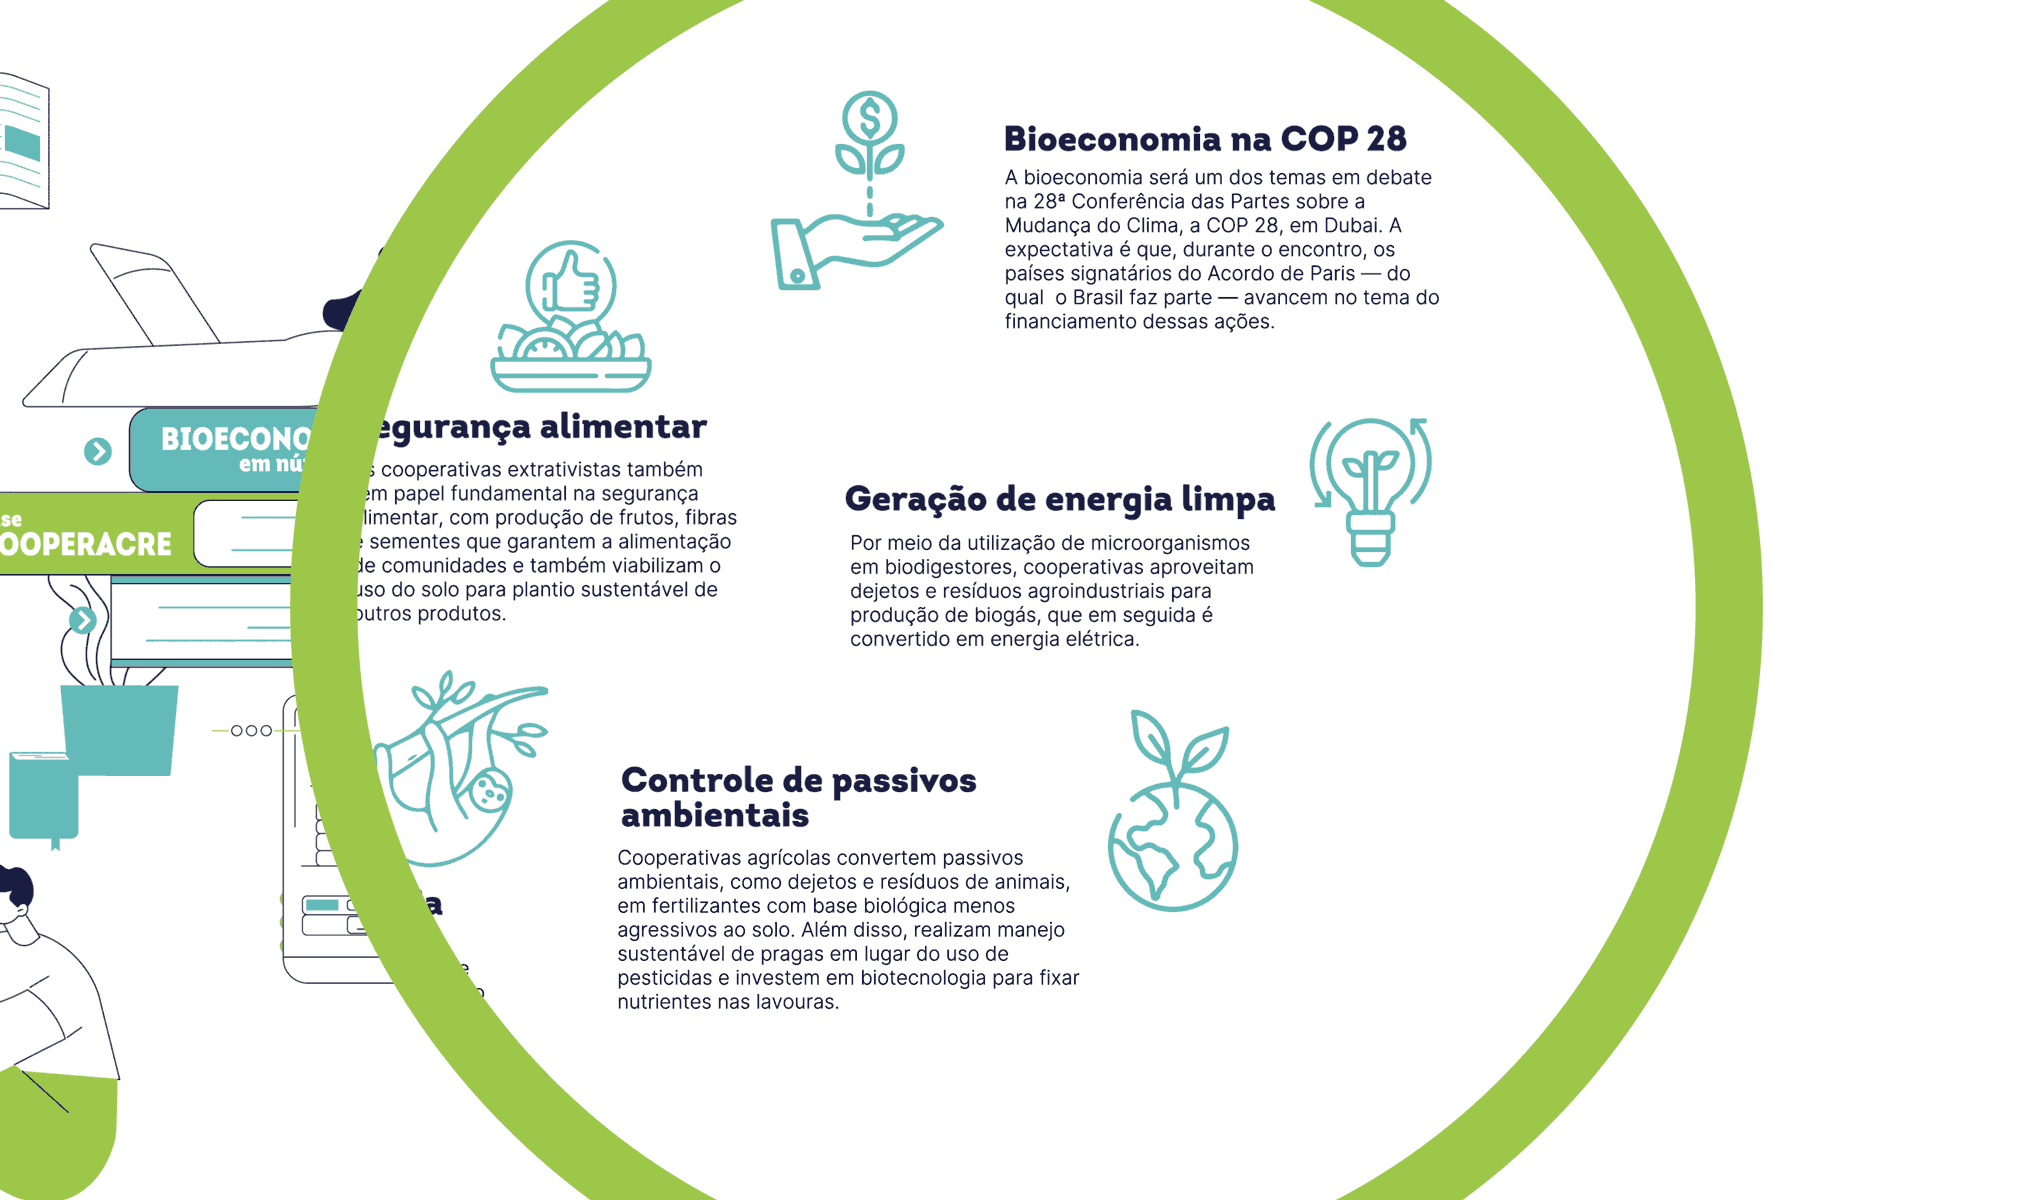 Bioeconomia na COP 28
A bioeconomia será um dos temas em debate
na 28ª Conferência das Partes sobre a
Mudança do Clima, a COP 28, em Dubai. A
expectativa é que, durante o encontro, os
países signatários do Acordo de Paris — do
qual o Brasil faz parte — avancem no tema do
financiamento dessas ações.
egurança alimentar
s cooperativas extrativistas também
êm papel fundamental na segurança
limentar, com produção de frutos, fibras
e sementes que garantem a alimentação
de comunidades e também viabilizam o
uso do solo para plantio sustentável de
outros produtos.
BIOECONO
em nú
se
OOPERACRE
Geração de energia limpa
Por meio da utilização de microorganismos
em biodigestores, cooperativas aproveitam
dejetos e resíduos agroindustriais para
produção de biogás, que em seguida é
convertido em energia elétrica.
Controle de passivos
ambientais
Cooperativas agrícolas convertem passivos
ambientais, como dejetos e resíduos de animais,
em fertilizantes com base biológica menos
agressivos ao solo. Além disso, realizam manejo
sustentável de pragas em lugar do uso de
pesticidas e investem em biotecnologia para fixar
nutrientes nas lavouras.
a
e
o